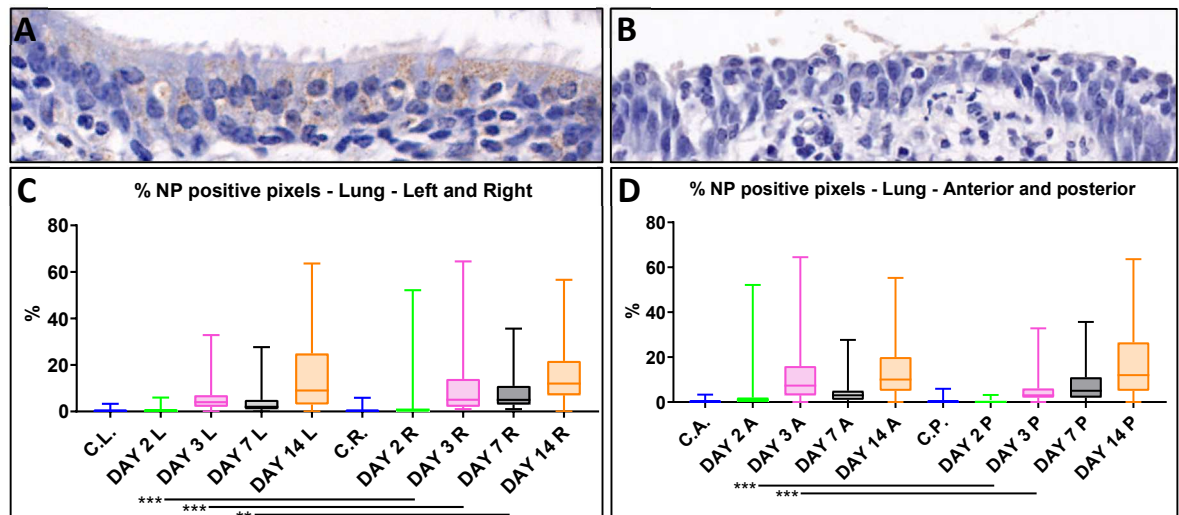 A
B
C
% NP positive pixels - Lung - Left and Right
80
60
40
20
0
%
C.L.
DAY 2 L
DAY 3 L
DAY 7 L
DAY 14 L
C.R.
DAY 2 R
DAY 3 R
DAY 7 R
DAY 14 R
***
***
**
D
% NP positive pixels - Lung - Anterior and posterior
80
60
40
20
0
%
C.A.
DAY 2 A
DAY 3 A
DAY 7 A
DAY 14 A
C.P.
DAY 2 P
DAY 3 P
DAY 7 P
DAY 14 P
***
***